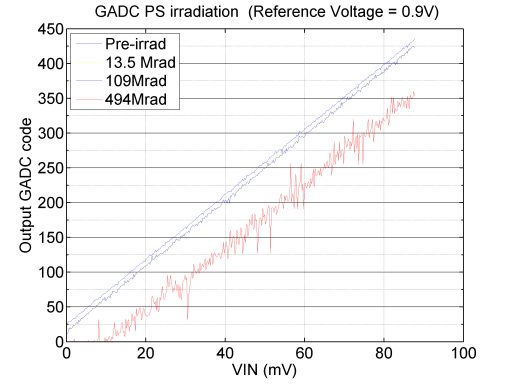 GADC PS irradiation (Reference Voltage = 0.9V)
450
400
350
300
250
200
150
100
50
0
Output GADC code
Pre-irrad
13.5 Mrad
109Mrad
494Mrad
0 20 40 60 80 100
VIN (mV)